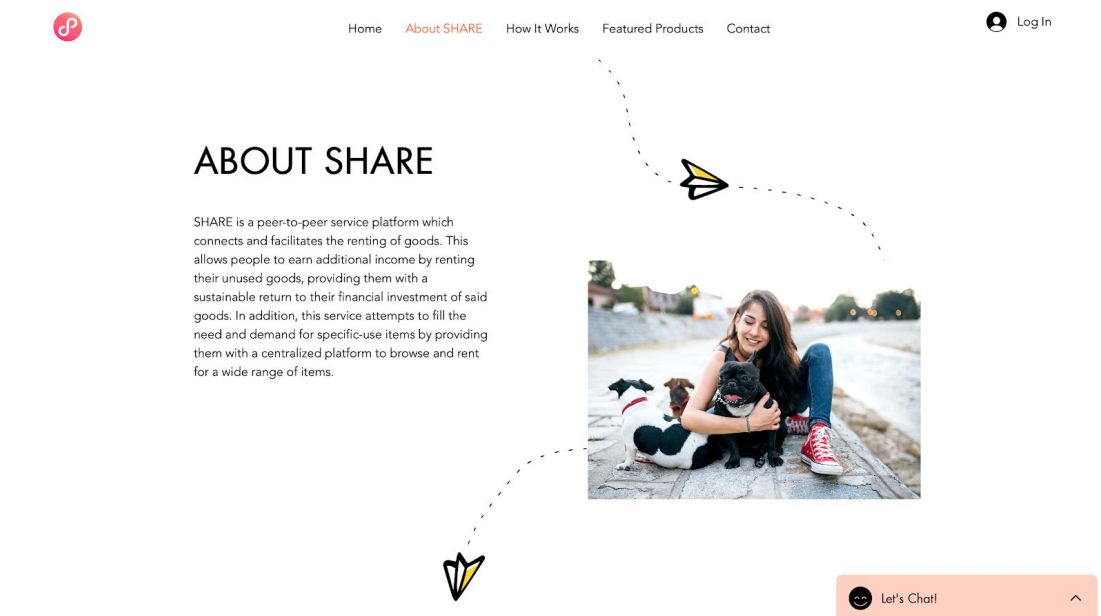 Home
About SHARE
How It Works
Featured Products
Contact
Log In
ABOUT SHARE
SHARE is a peer-to-peer service platform which
connects and facilitates the renting of goods. This
allows people to earn additional income by renting
their unused goods, providing them with a
sustainable return to their financial investment of said
goods. In addition, this service attempts to fill the
need and demand for specific-use items by providing
them with a centralized platform to browse and rent
for a wide range of items.
Let's Chat!